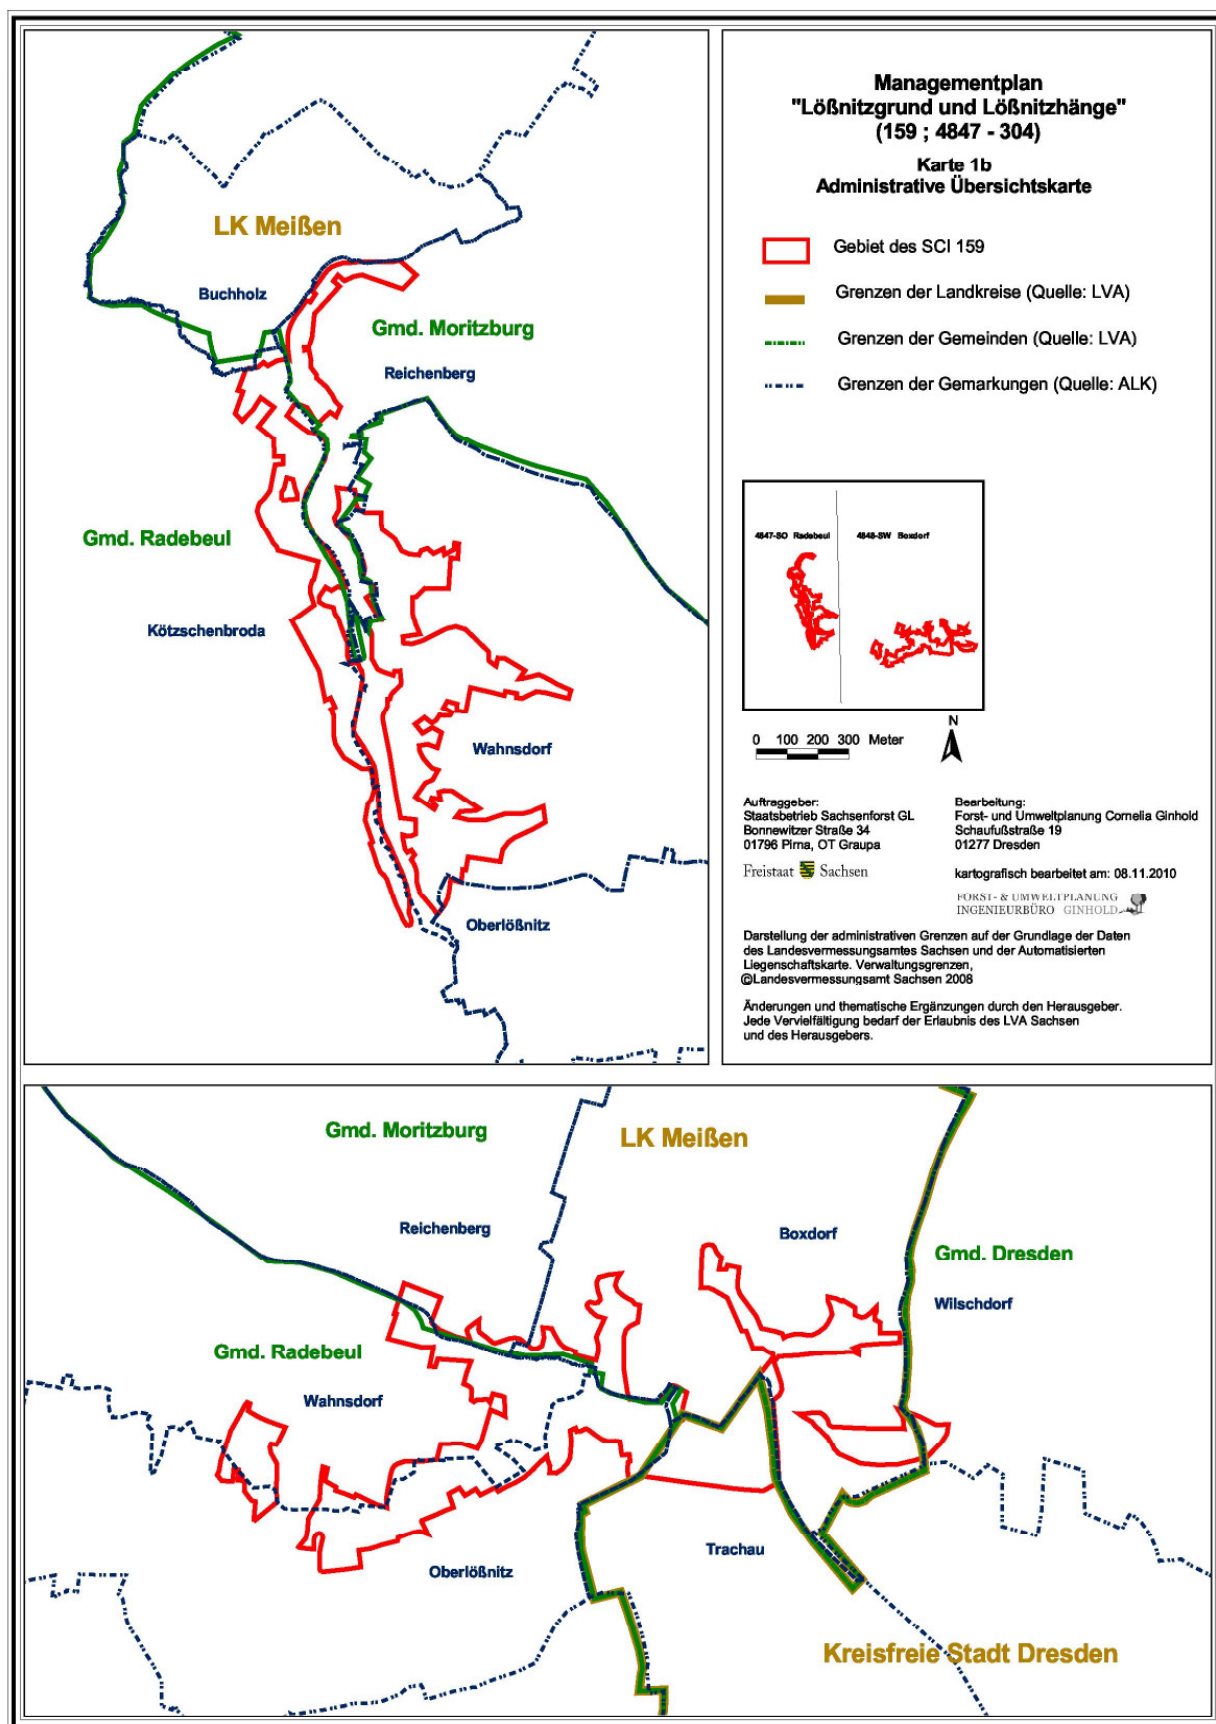 LK Meißen
Buchholz
Gmd. Moritzburg
Reichenberg
Gmd. Radebeul
Kötzschenbroda
Wahnsdorf
Oberlößnitz
Managementplan
"Lößnitzgrund und Lößnitzhänge"
(159 ; 4847 - 304)
Karte 1b
Administrative Übersichtskarte
Gebiet des SCI 159
Grenzen der Landkreise (Quelle: LVA)
Grenzen der Gemeinden (Quelle: LVA)
Grenzen der Gemarkungen (Quelle: ALK)
4847-SO Radebeul
4848-SW Boxdorf
N
0 100 200 300 Meter
Auftraggeber:
Staatsbetrieb Sachsenforst GL
Bonnewitzer Straße 34
01796 Pirna, OT Graupa
Freistaat Sachsen
Bearbeitung:
Forst- und Umweltplanung Cornelia Ginhold
Schaufußstraße 19
01277 Dresden
kartografisch bearbeitet am: 08.11.2010
FORST- & UMWELTPLANUNG
INGENIEURBÜRO GINHOLD
Darstellung der administrativen Grenzen auf der Grundlage der Daten
des Landesvermessungsamtes Sachsen und der Automatisierten
Liegenschaftskarte. Verwaltungsgrenzen,
©Landesvermessungsamt Sachsen 2008
Änderungen und thematische Ergänzungen durch den Herausgeber.
Jede Vervielfältigung bedarf der Erlaubnis des LVA Sachsen
und des Herausgebers.
Gmd. Moritzburg
LK Meißen
Reichenberg
Boxdorf
Gmd. Dresden
Wilschdorf
Gmd. Radebeul
Wahnsdorf
Trachau
Oberlößnitz
Kreisfreie Stadt Dresden